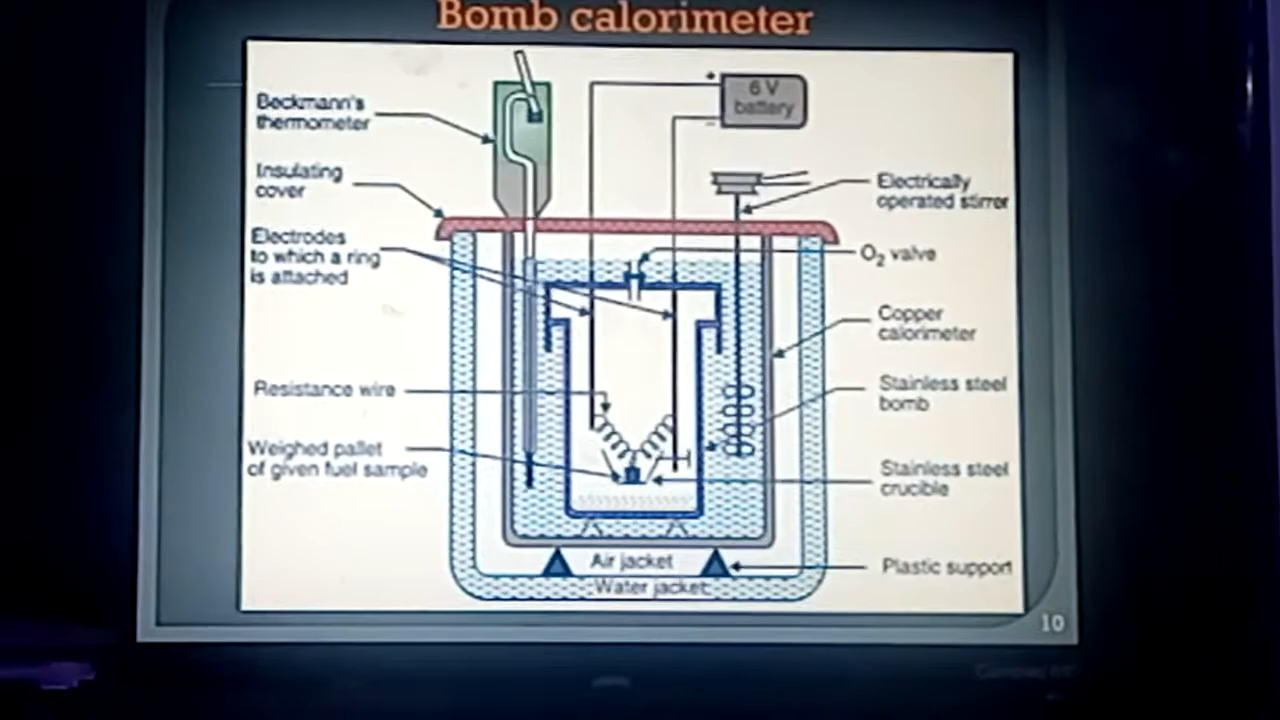 Bomb calorimeter
6 V
battery
+
–
Beckmann's
thermometer
Insulating
cover
Electrodes
to which a ring
is attached
Resistance wire
Weighed pallet
of given fuel sample
Electrically
operated stirrer
O₂ valve
Copper
calorimeter
Stainless steel
bomb
Stainless steel
crucible
Plastic support
Air jacket
Water jacket
10